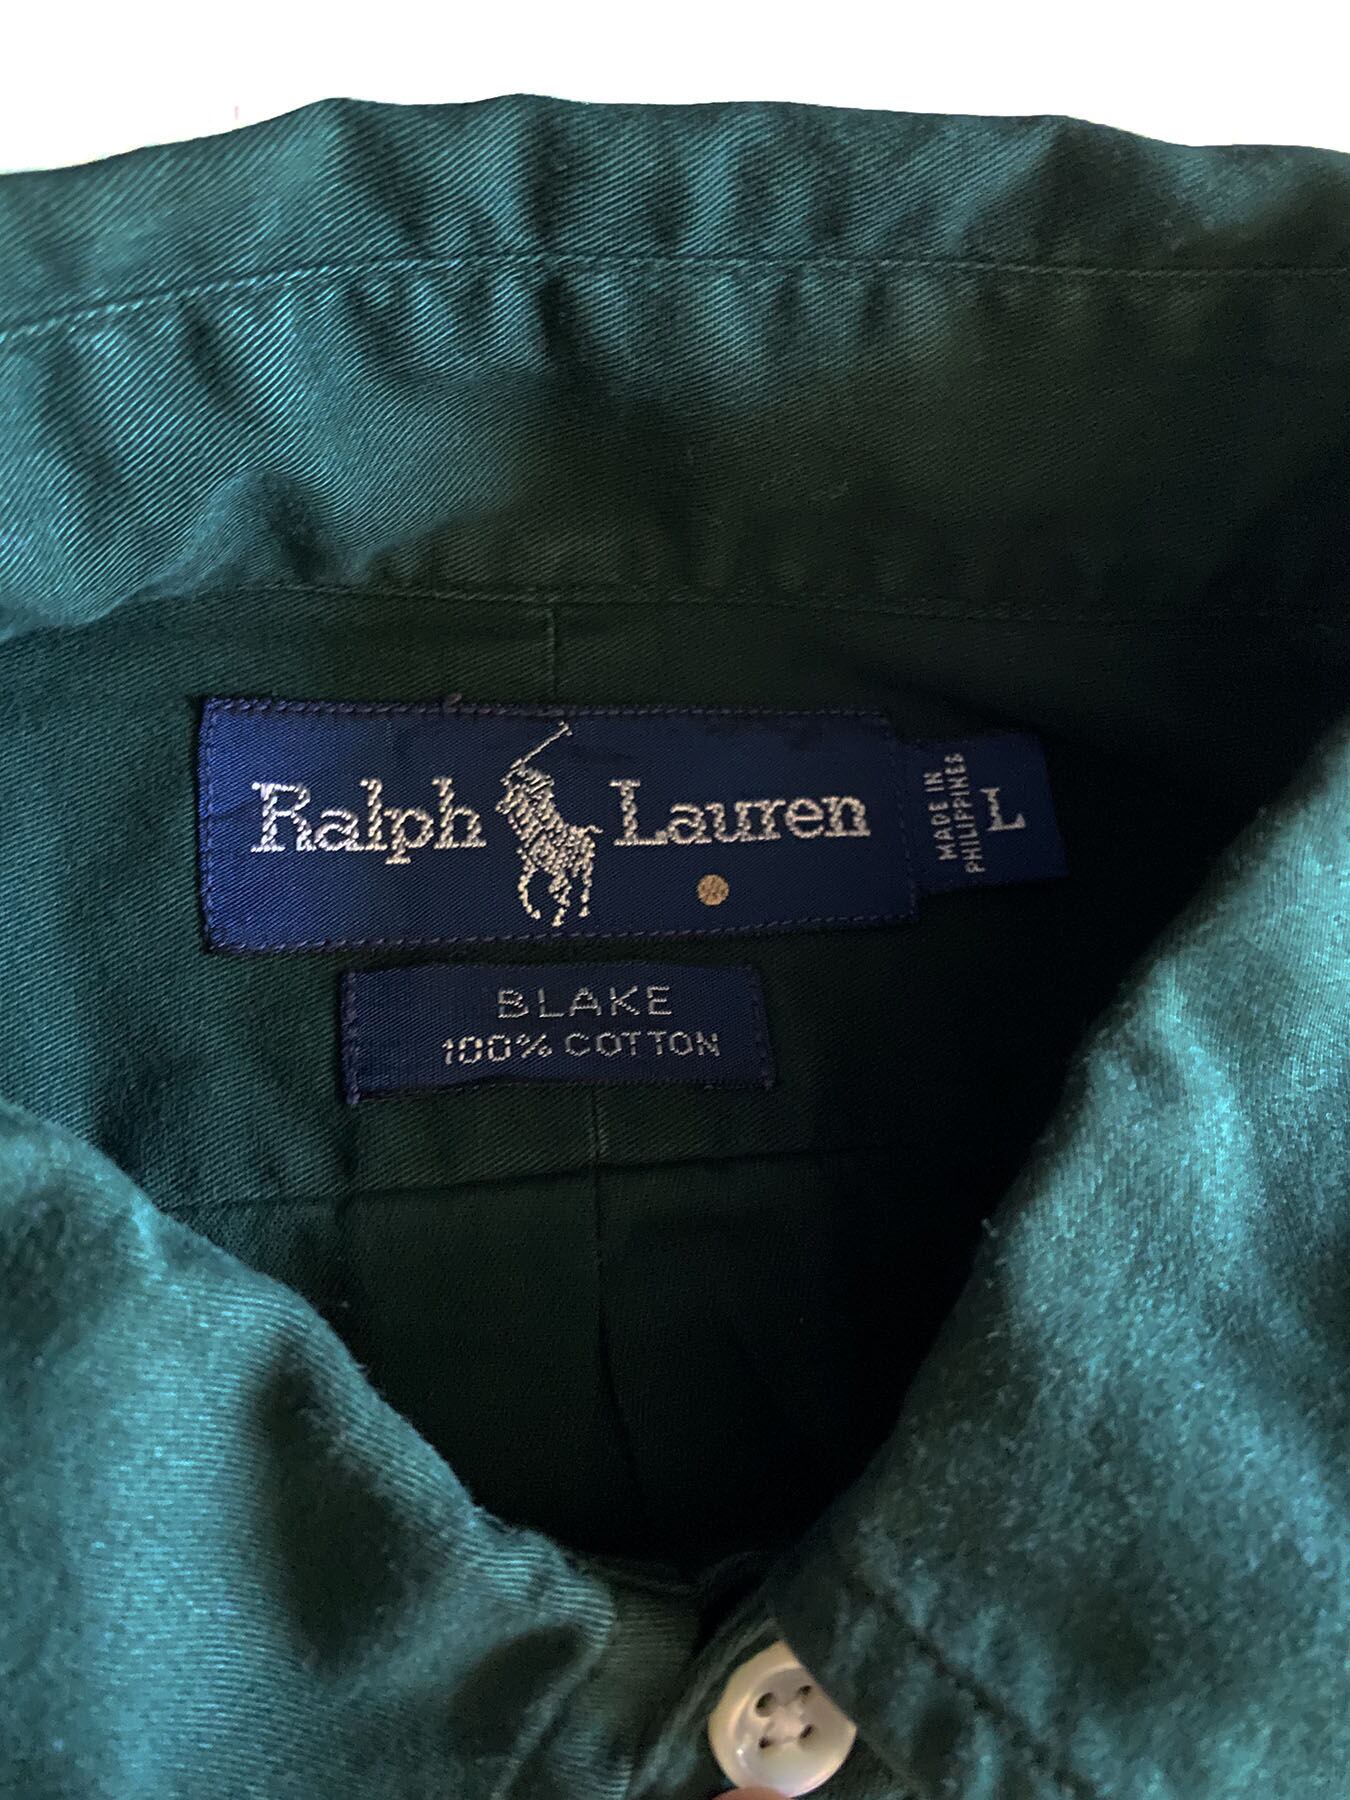 Ralph Lauren
MADE IN
PHILIPPINES
L
BLAKE
100% COTTON